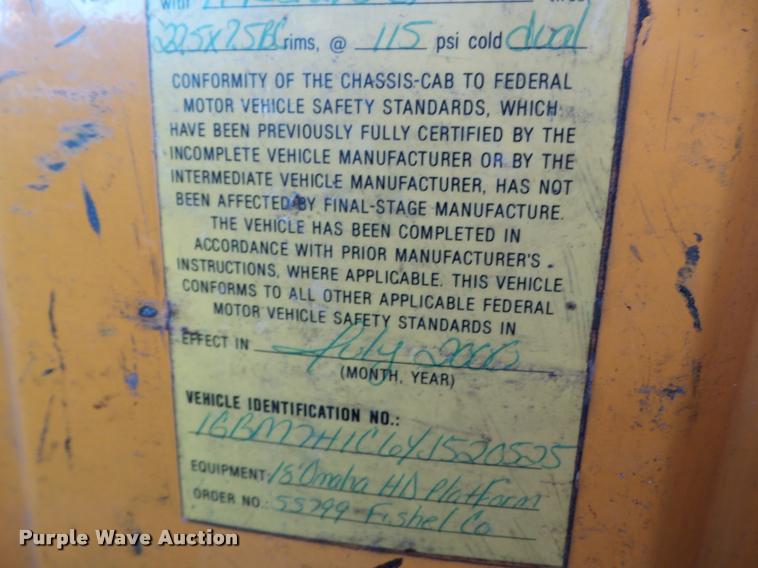 with
22.5x7.5BC rims, @ 115 psi cold dual
CONFORMITY OF THE CHASSIS-CAB TO FEDERAL
MOTOR VEHICLE SAFETY STANDARDS, WHICH
HAVE BEEN PREVIOUSLY FULLY CERTIFIED BY THE
INCOMPLETE VEHICLE MANUFACTURER OR BY THE
INTERMEDIATE VEHICLE MANUFACTURER, HAS NOT
BEEN AFFECTED BY FINAL-STAGE MANUFACTURE.
THE VEHICLE HAS BEEN COMPLETED IN
ACCORDANCE WITH PRIOR MANUFACTURER'S
INSTRUCTIONS, WHERE APPLICABLE. THIS VEHICLE
CONFORMS TO ALL OTHER APPLICABLE FEDERAL
MOTOR VEHICLE SAFETY STANDARDS IN
EFFECT IN July 2000
(MONTH, YEAR)
VEHICLE IDENTIFICATION NO.:
1GBM7H1C6YJ520525
EQUIPMENT: 18' Omaha HD Platform
ORDER NO.: 55799 Fishel Co
Purple Wave Auction